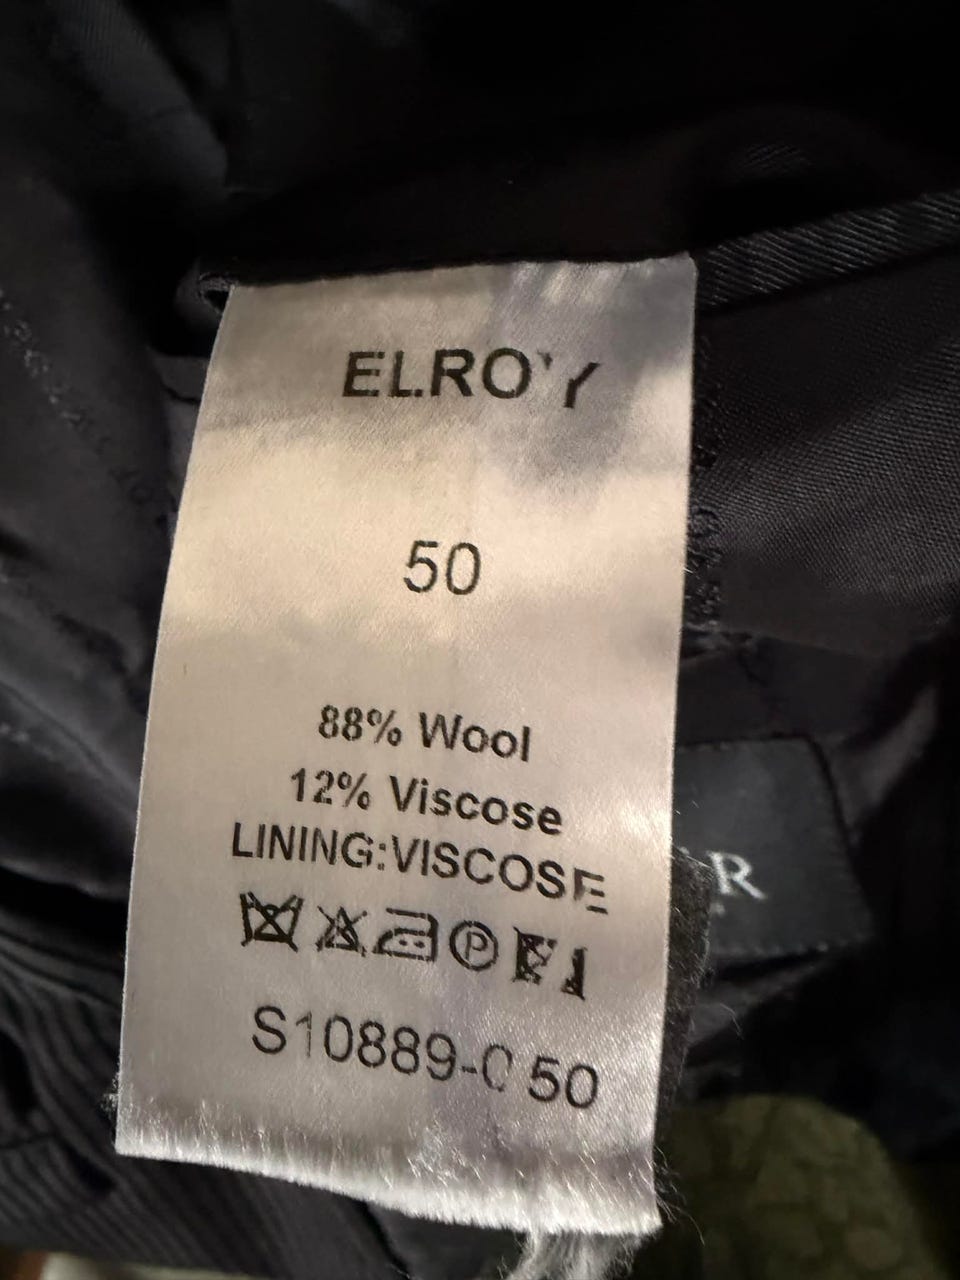 ELROY
50
88% Wool
12% Viscose
LINING:VISCOSE
S10889-0 50